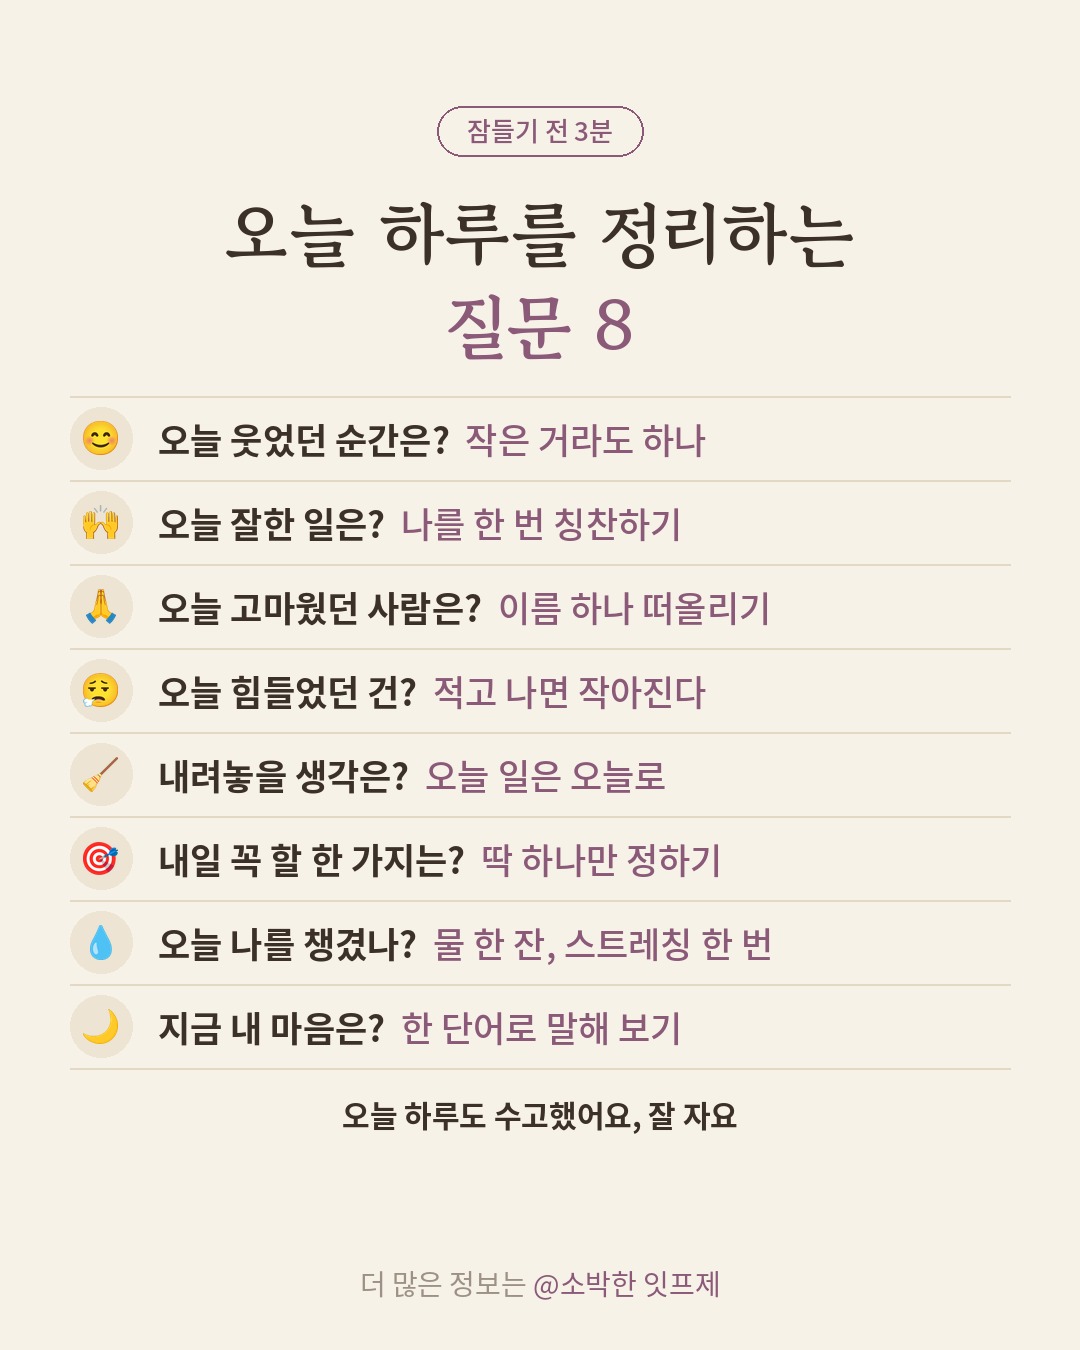 잠들기 전 3분
오늘 하루를 정리하는
질문 8
오늘 웃었던 순간은? 작은 거라도 하나
오늘 잘한 일은? 나를 한 번 칭찬하기
오늘 고마웠던 사람은? 이름 하나 떠올리기
오늘 힘들었던 건? 적고 나면 작아진다
내려놓을 생각은? 오늘 일은 오늘로
내일 꼭 할 한 가지는? 딱 하나만 정하기
오늘 나를 챙겼나? 물 한 잔, 스트레칭 한 번
지금 내 마음은? 한 단어로 말해 보기
오늘 하루도 수고했어요, 잘 자요
더 많은 정보는 @소박한 잇프제